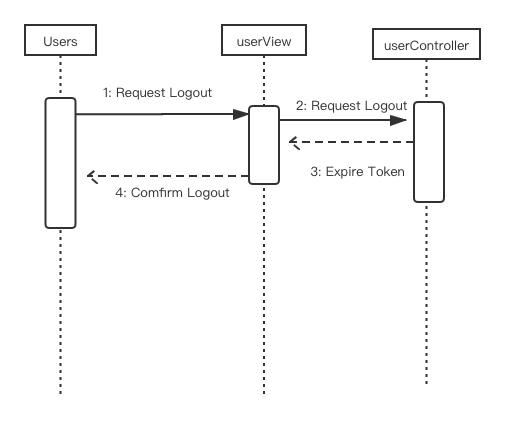 Users
userView
userController
1: Request Logout
2: Request Logout
3: Expire Token
4: Comfirm Logout